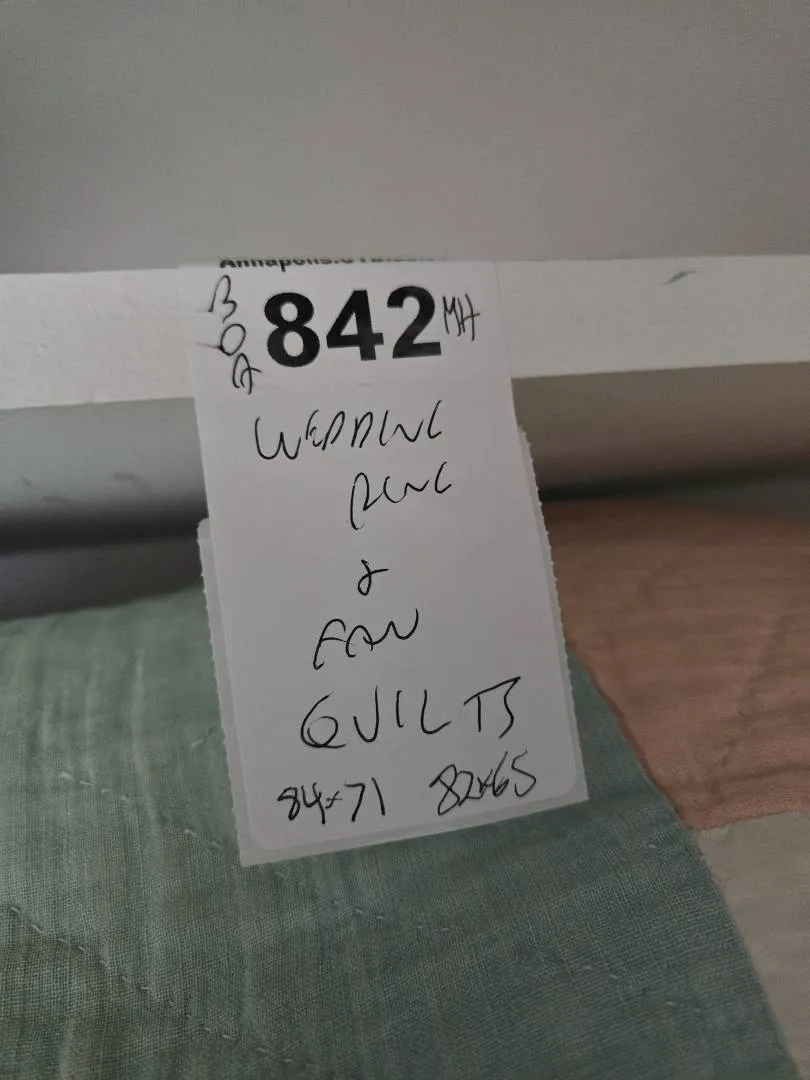 842 MH
WEDDING
RING
&
FAN
QUILTS
84x71 82x65